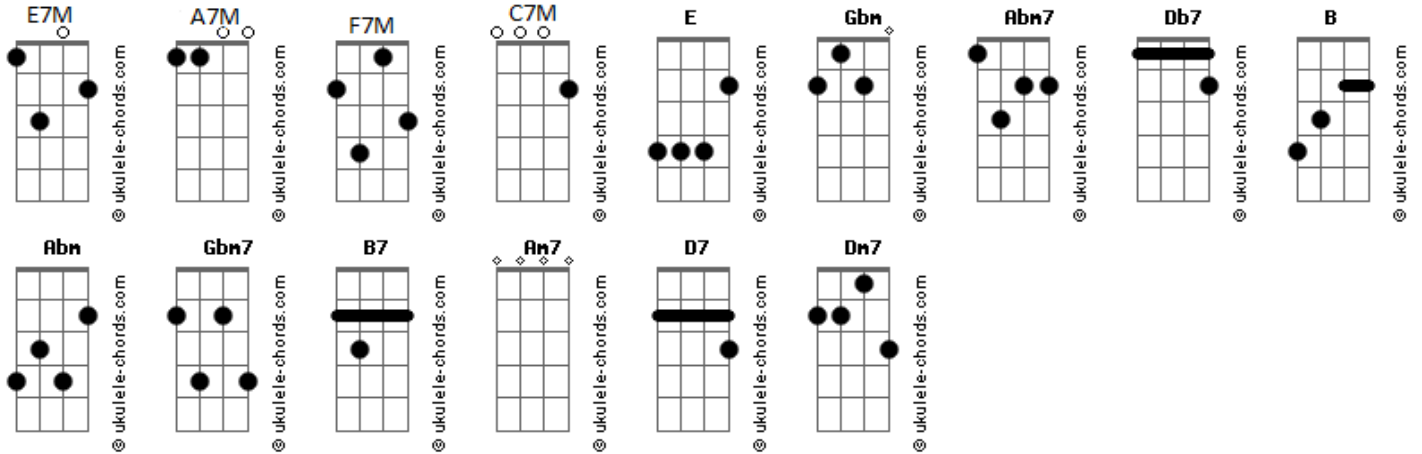 E7M A7M F7M C7M E Gbm Abm7 Db7 B
© ukulele-chords.com © ukulele-chords.com © ukulele-chords.com © ukulele-chords.com © ukulele-chords.com © ukulele-chords.com © ukulele-chords.com © ukulele-chords.com © ukulele-chords.com
Abm Gbm7 B7 Am7 D7 Dm7
© ukulele-chords.com © ukulele-chords.com © ukulele-chords.com © ukulele-chords.com © ukulele-chords.com © ukulele-chords.com